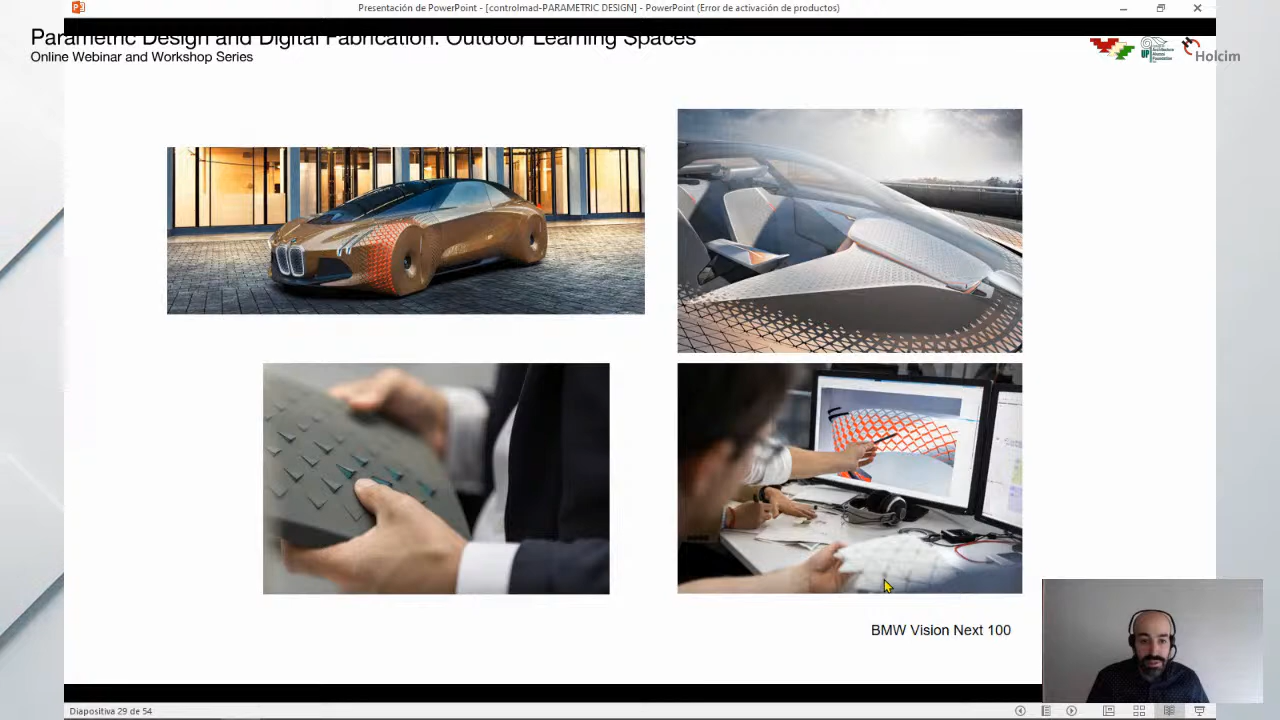 Presentación de PowerPoint - [controlmad-PARAMETRIC DESIGN] - PowerPoint (Error de activación de productos)
Parametric Design and Digital Fabrication: Outdoor Learning Spaces
Online Webinar and Workshop Series
UP
Holcim
BMW Vision Next 100
Diapositiva 29 de 54